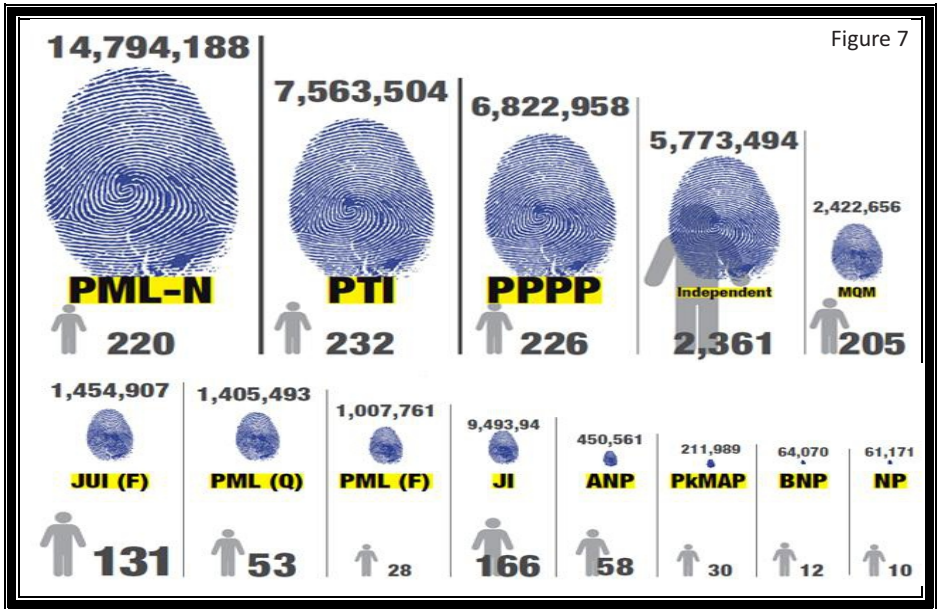 Figure 7
14,794,188
7,563,504
6,822,958
5,773,494
2,422,656
PML-N
PTI
PPPP
Independent
MQM
220
232
226
2,361
205
1,454,907
1,405,493
1,007,761
9,493,94
450,561
211,989
64,070
61,171
JUI (F)
PML (Q)
PML (F)
JI
ANP
PkMAP
BNP
NP
131
53
28
166
58
30
12
10